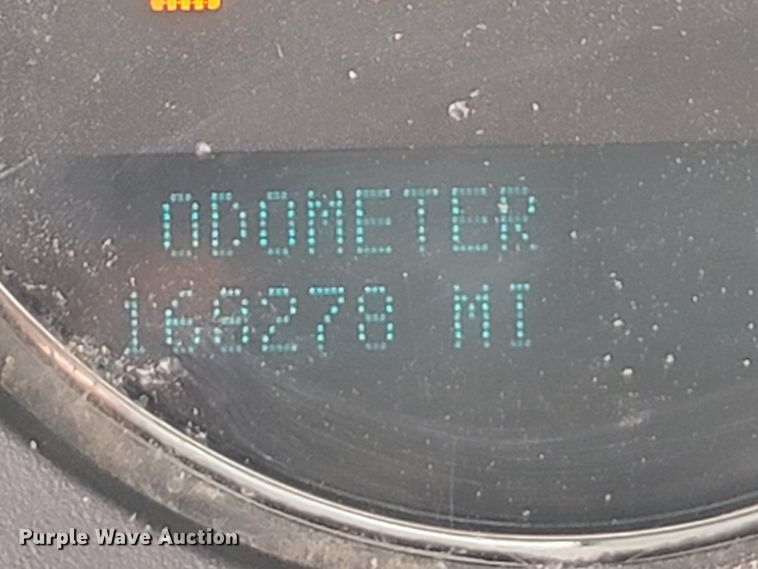 ODOMETER
168278 MI
Purple Wave Auction